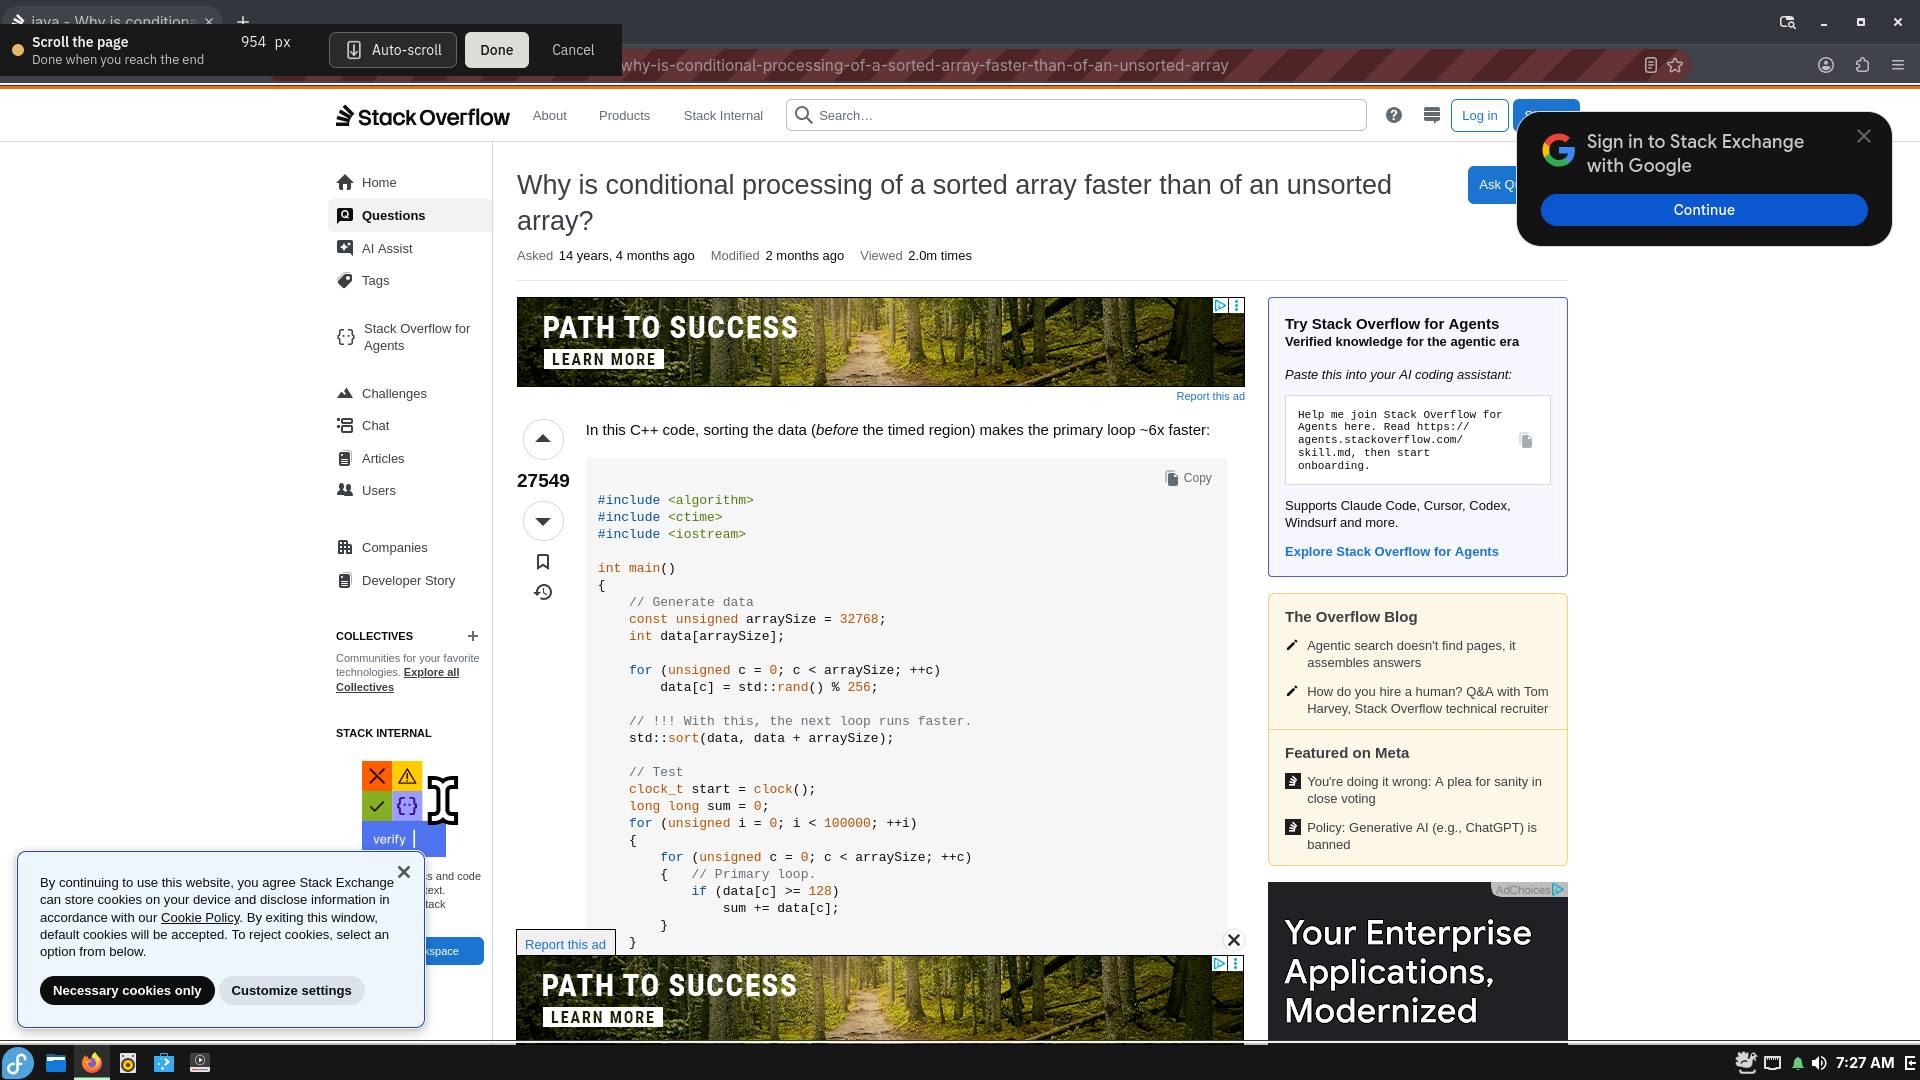 java - Why is conditiona
Scroll the page
Done when you reach the end
954 px
Auto-scroll
Done
Cancel
why-is-conditional-processing-of-a-sorted-array-faster-than-of-an-unsorted-array
Stack Overflow
About
Products
Stack Internal
Search…
Log in
Sign in to Stack Exchange
with Google
Continue
Home
Questions
AI Assist
Tags
Stack Overflow for
Agents
Challenges
Chat
Articles
Users
Companies
Developer Story
COLLECTIVES
Communities for your favorite
technologies. Explore all
Collectives
STACK INTERNAL
verify
s and code
text.
tack
kspace
Why is conditional processing of a sorted array faster than of an unsorted
array?
Ask Qu
Asked 14 years, 4 months ago Modified 2 months ago Viewed 2.0m times
PATH TO SUCCESS
LEARN MORE
Report this ad
27549
In this C++ code, sorting the data (before the timed region) makes the primary loop ~6x faster:
Copy
#include <algorithm>
#include <ctime>
#include <iostream>
int main()
{
// Generate data
const unsigned arraySize = 32768;
int data[arraySize];
for (unsigned c = 0; c < arraySize; ++c)
data[c] = std::rand() % 256;
// !!! With this, the next loop runs faster.
std::sort(data, data + arraySize);
// Test
clock_t start = clock();
long long sum = 0;
for (unsigned i = 0; i < 100000; ++i)
{
for (unsigned c = 0; c < arraySize; ++c)
{ // Primary loop.
if (data[c] >= 128)
sum += data[c];
}
}
Report this ad
PATH TO SUCCESS
LEARN MORE
Try Stack Overflow for Agents
Verified knowledge for the agentic era
Paste this into your AI coding assistant:
Help me join Stack Overflow for
Agents here. Read https://
agents.stackoverflow.com/
skill.md, then start
onboarding.
Supports Claude Code, Cursor, Codex,
Windsurf and more.
Explore Stack Overflow for Agents
The Overflow Blog
Agentic search doesn't find pages, it
assembles answers
How do you hire a human? Q&A with Tom
Harvey, Stack Overflow technical recruiter
Featured on Meta
You're doing it wrong: A plea for sanity in
close voting
Policy: Generative AI (e.g., ChatGPT) is
banned
AdChoices
Your Enterprise
Applications,
Modernized
By continuing to use this website, you agree Stack Exchange
can store cookies on your device and disclose information in
accordance with our Cookie Policy. By exiting this window,
default cookies will be accepted. To reject cookies, select an
option from below.
Necessary cookies only
Customize settings
7:27 AM